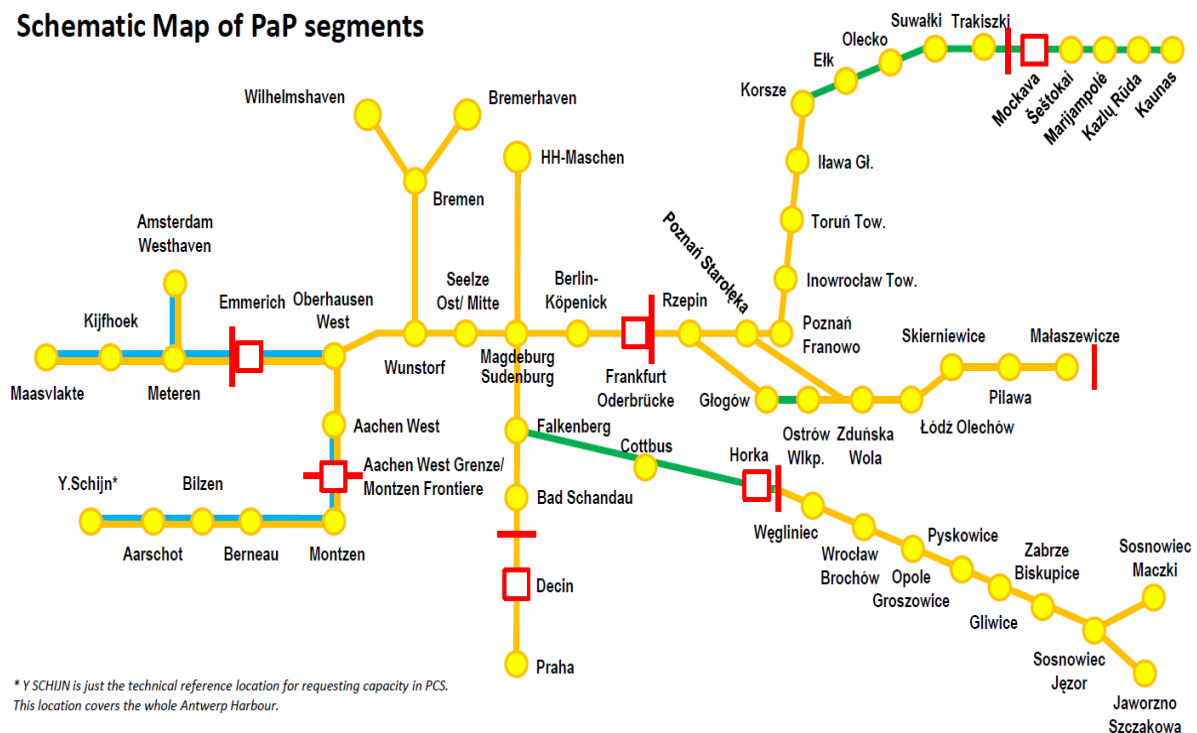 Schematic Map of PaP segments
Suwałki
Trakiszki
Olecko
Ełk
Korsze
Mockava
Šeštokai
Marijampolé
Kazlų Rūda
Kaunas
Wilhelmshaven
Bremerhaven
HH-Maschen
Iława Gł.
Bremen
Toruń Tow.
Amsterdam
Westhaven
Poznań Starołęka
Inowrocław Tow.
Seelze
Ost/ Mitte
Berlin-
Köpenick
Rzepin
Emmerich
Oberhausen
West
Kijfhoek
Poznań
Franowo
Skierniewice
Małaszewicze
Maasvlakte
Meteren
Wunstorf
Magdeburg
Sudenburg
Frankfurt
Oderbrücke
Głogów
Pilawa
Ostrów
Wlkp.
Zduńska
Wola
Łódź Olechów
Aachen West
Falkenberg
Cottbus
Horka
Aachen West Grenze/
Montzen Frontiere
Y.Schijn*
Bilzen
Bad Schandau
Węgliniec
Aarschot
Berneau
Montzen
Wrocław
Brochów
Pyskowice
Opole
Groszowice
Zabrze
Biskupice
Sosnowiec
Maczki
Decin
Gliwice
Sosnowiec
Jęzor
Praha
Jaworzno
Szczakowa
* Y SCHIJN is just the technical reference location for requesting capacity in PCS.
This location covers the whole Antwerp Harbour.